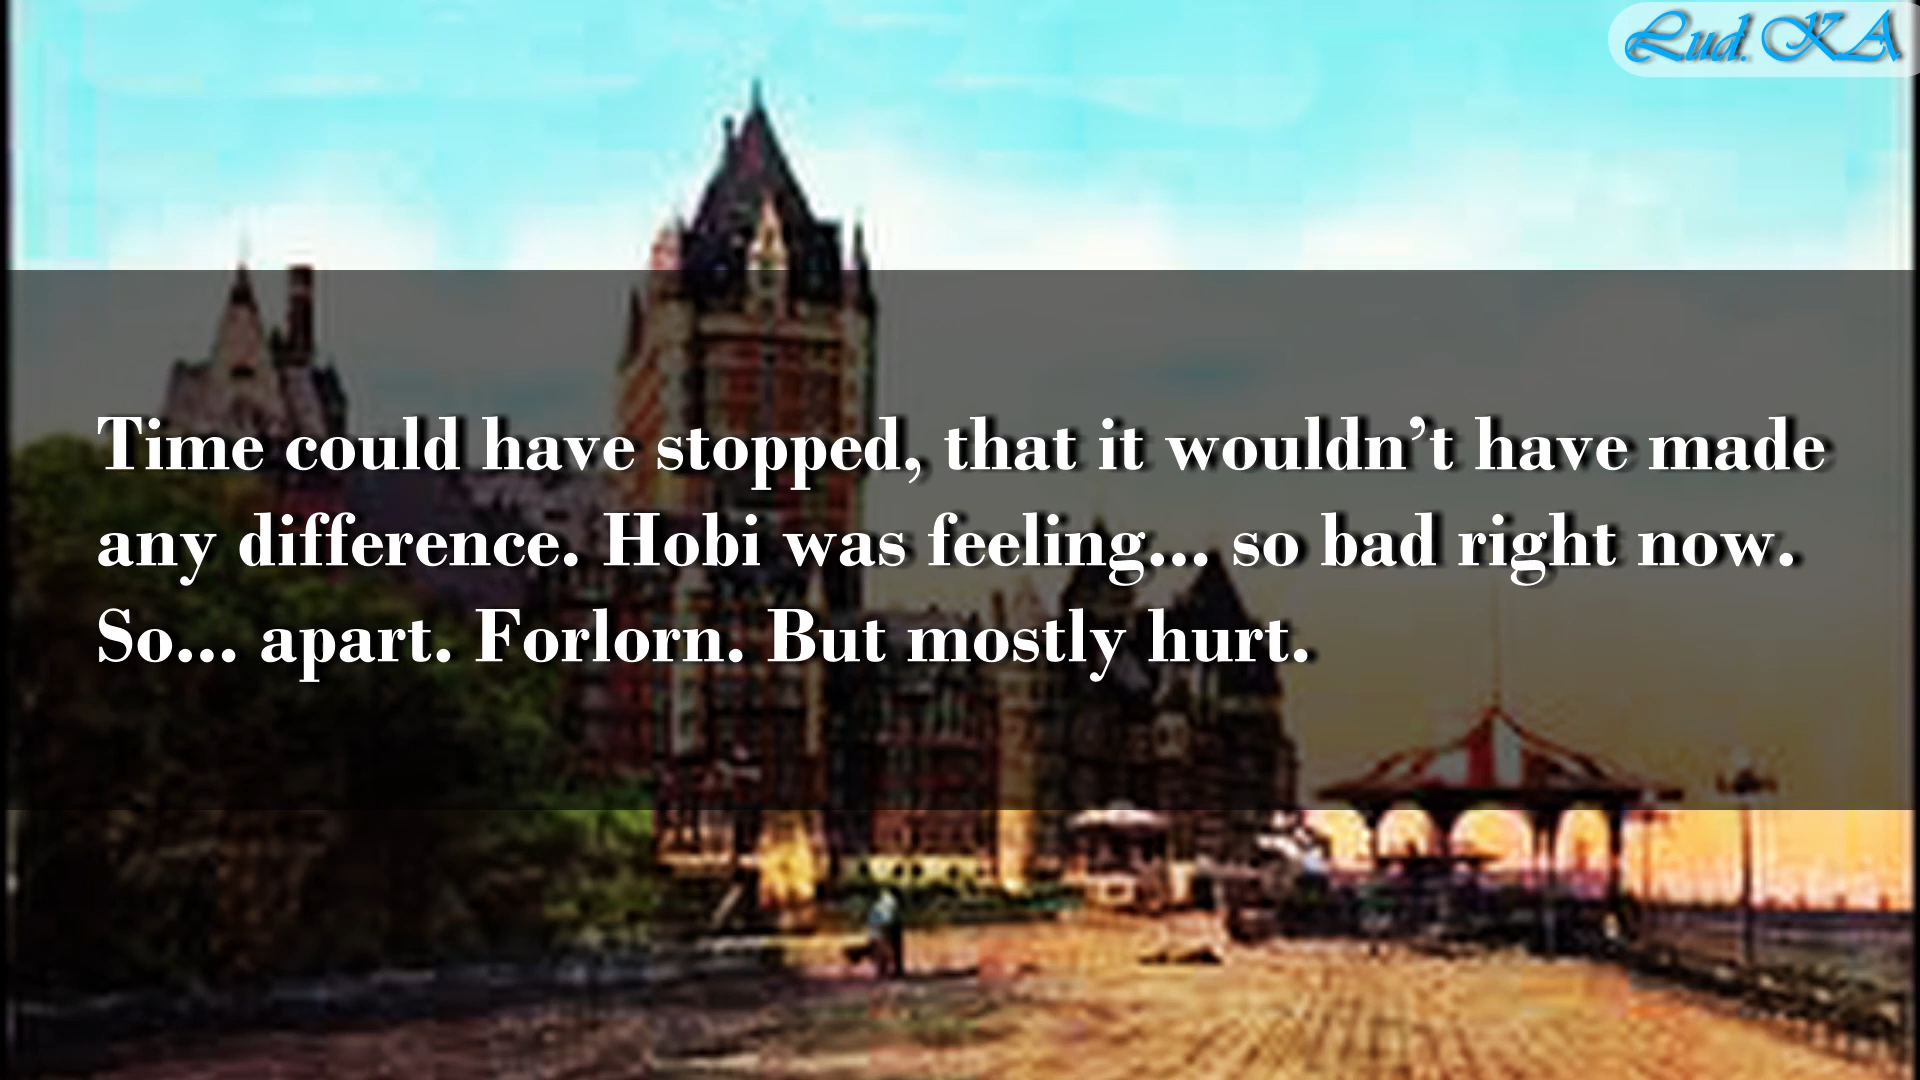 Lud. KA
Time could have stopped, that it wouldn’t have made
any difference. Hobi was feeling... so bad right now.
So... apart. Forlorn. But mostly hurt.